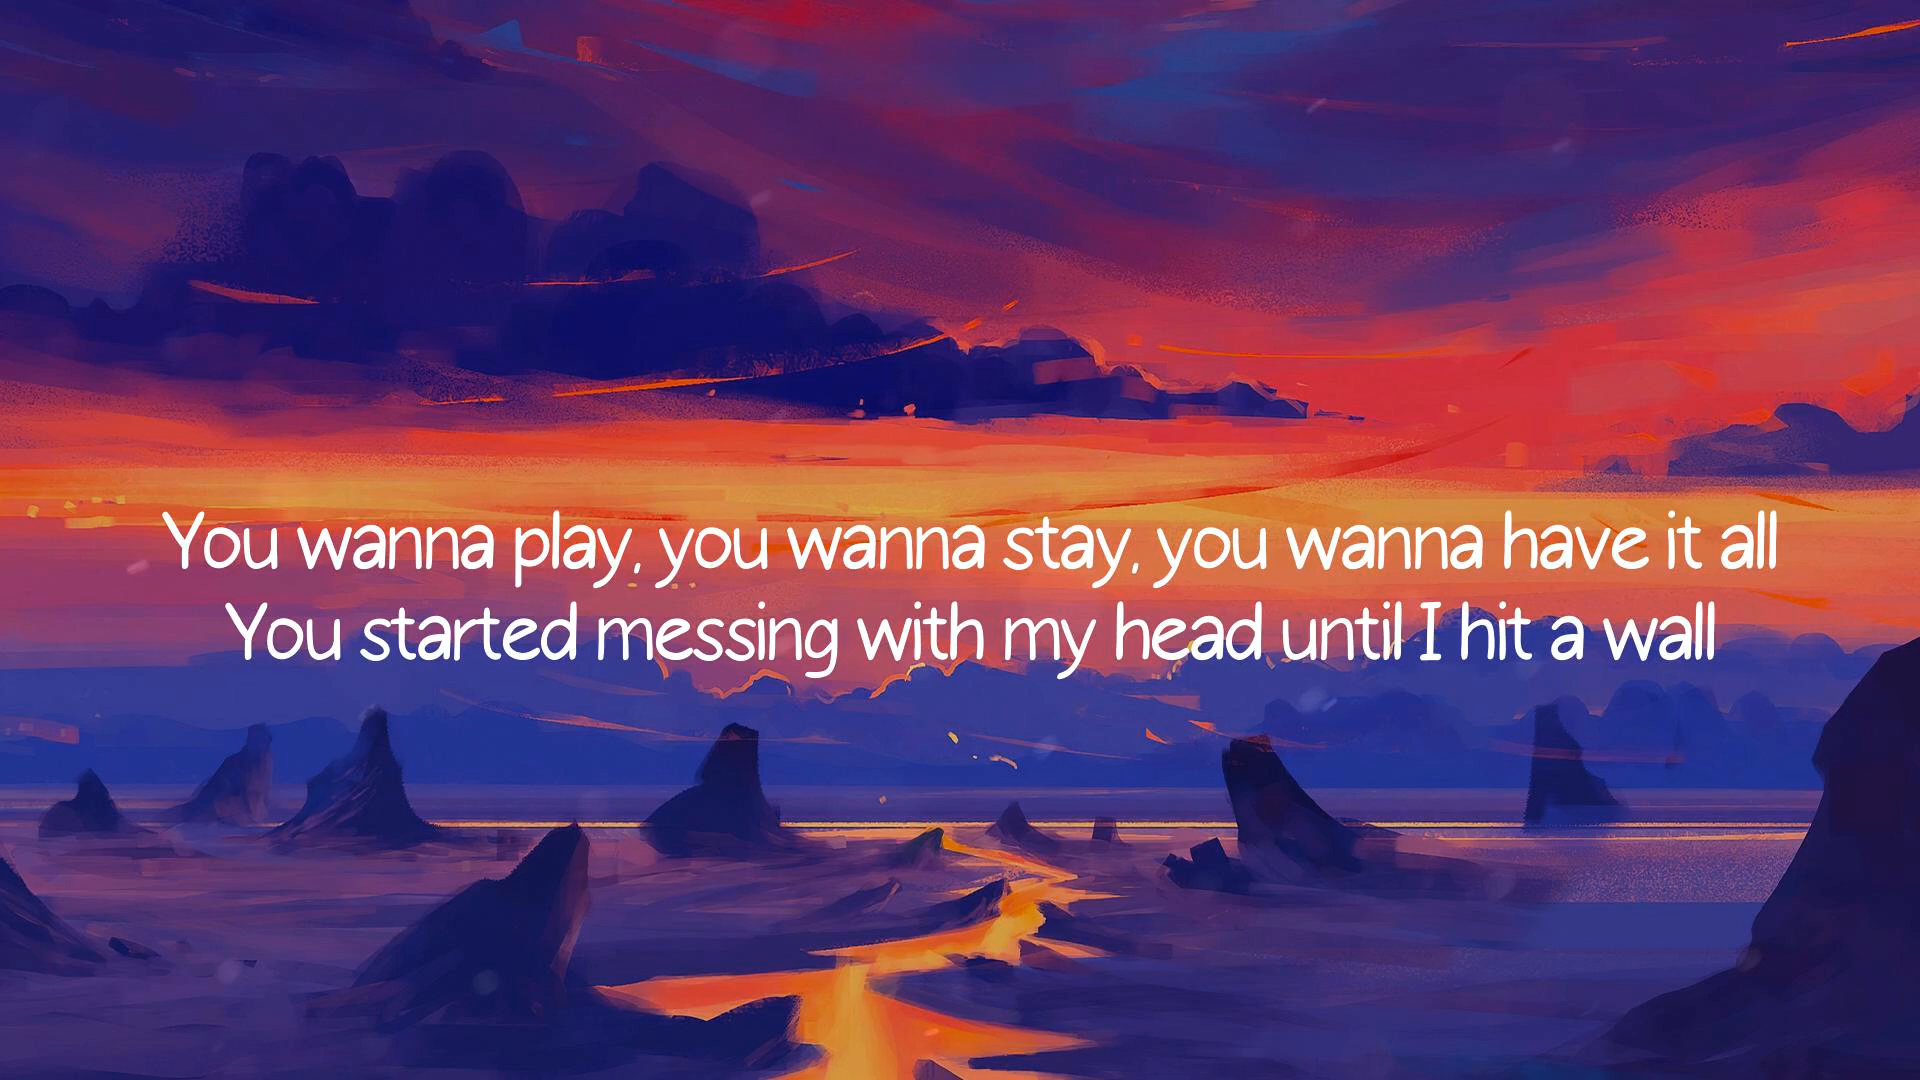 You wanna play, you wanna stay, you wanna have it all
You started messing with my head until I hit a wall